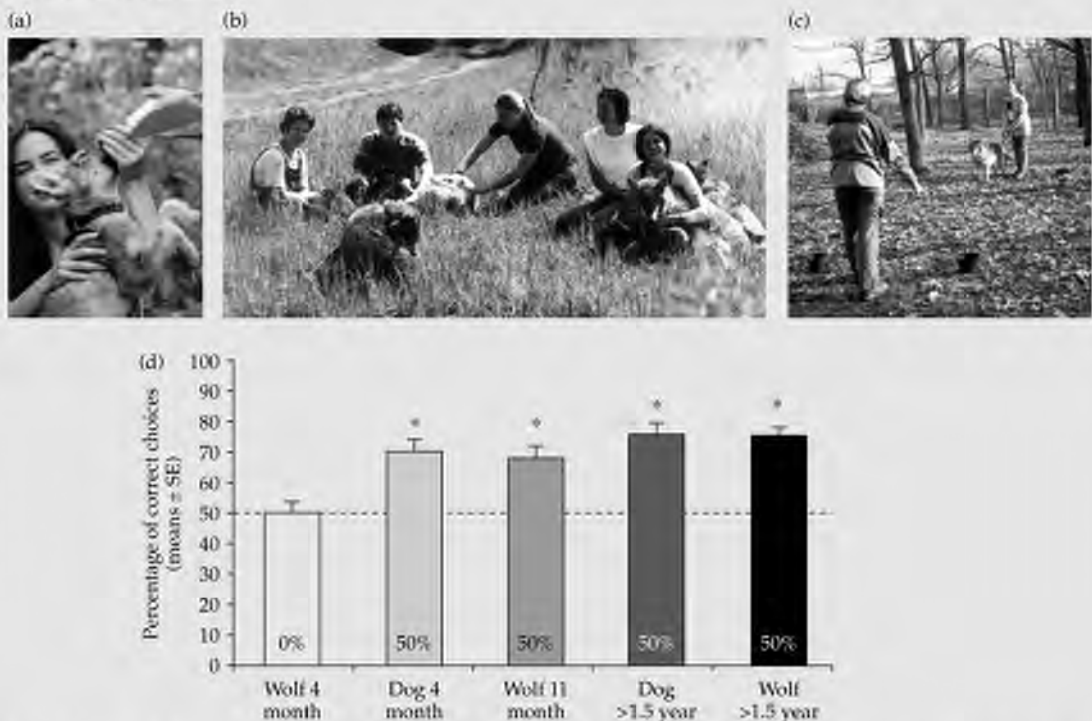 (a)
(b)
(c)
(d)
Percentage of correct choices
(means ± SE)
100
90
80
70
60
50
40
30
20
10
0
* * * *
0% 50% 50% 50% 50%
Wolf 4 month
Dog 4 month
Wolf 11 month
Dog >1.5 year
Wolf >1.5 year